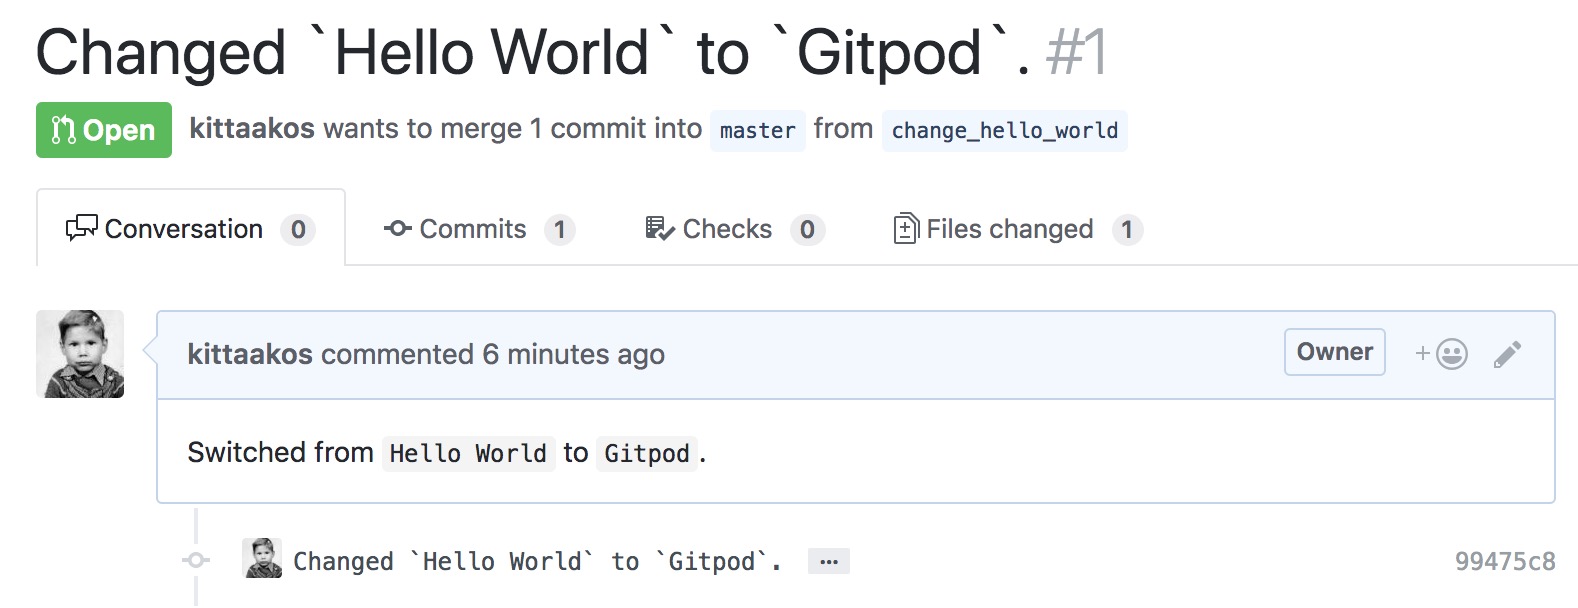 Changed `Hello World` to `Gitpod`. #1
Open kittaakos wants to merge 1 commit into master from change_hello_world
Conversation 0 Commits 1 Checks 0 Files changed 1
kittaakos commented 6 minutes ago Owner
Switched from Hello World to Gitpod.
Changed `Hello World` to `Gitpod`. … 99475c8